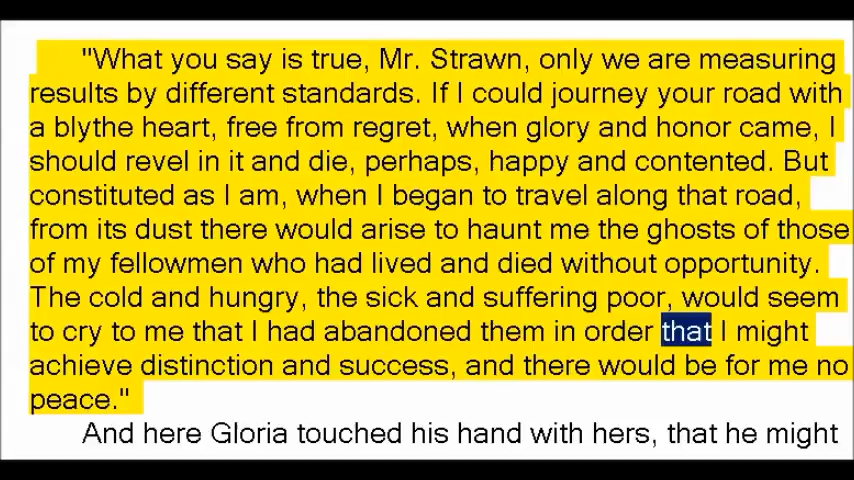 "What you say is true, Mr. Strawn, only we are measuring
results by different standards. If I could journey your road with
a blythe heart, free from regret, when glory and honor came, I
should revel in it and die, perhaps, happy and contented. But
constituted as I am, when I began to travel along that road,
from its dust there would arise to haunt me the ghosts of those
of my fellowmen who had lived and died without opportunity.
The cold and hungry, the sick and suffering poor, would seem
to cry to me that I had abandoned them in order that I might
achieve distinction and success, and there would be for me no
peace."
And here Gloria touched his hand with hers, that he might